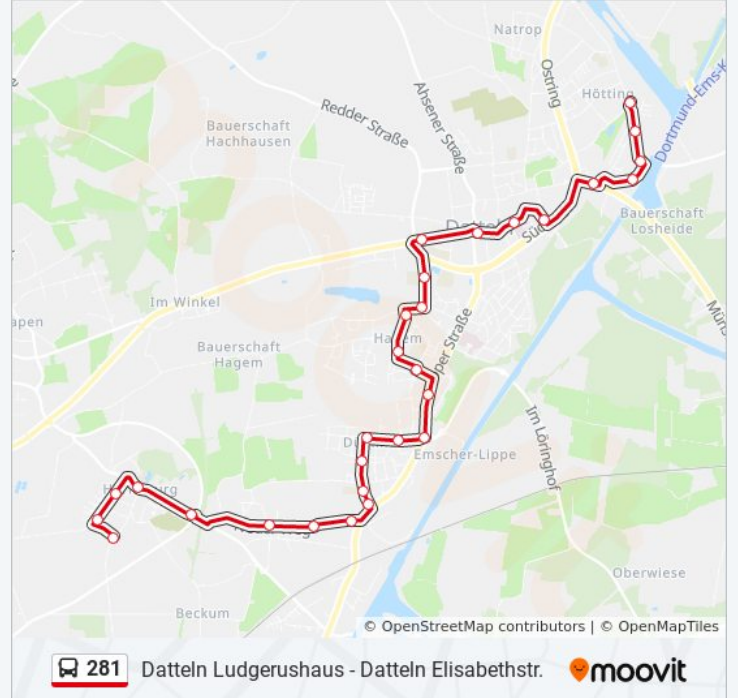 Natrop
Ostring
Hötting
Ahsener Straße
Redder Straße
Bauerschaft
Hachhausen
Dortmund-Ems-K
Bauerschaft
Losheide
Im Winkel
apen
Bauerschaft
Hagem
Im Löringhof
Emscher-Lippe
Oberwiese
Beckum
© OpenStreetMap contributors | © OpenMapTiles
281 Datteln Ludgerushaus - Datteln Elisabethstr. moovit